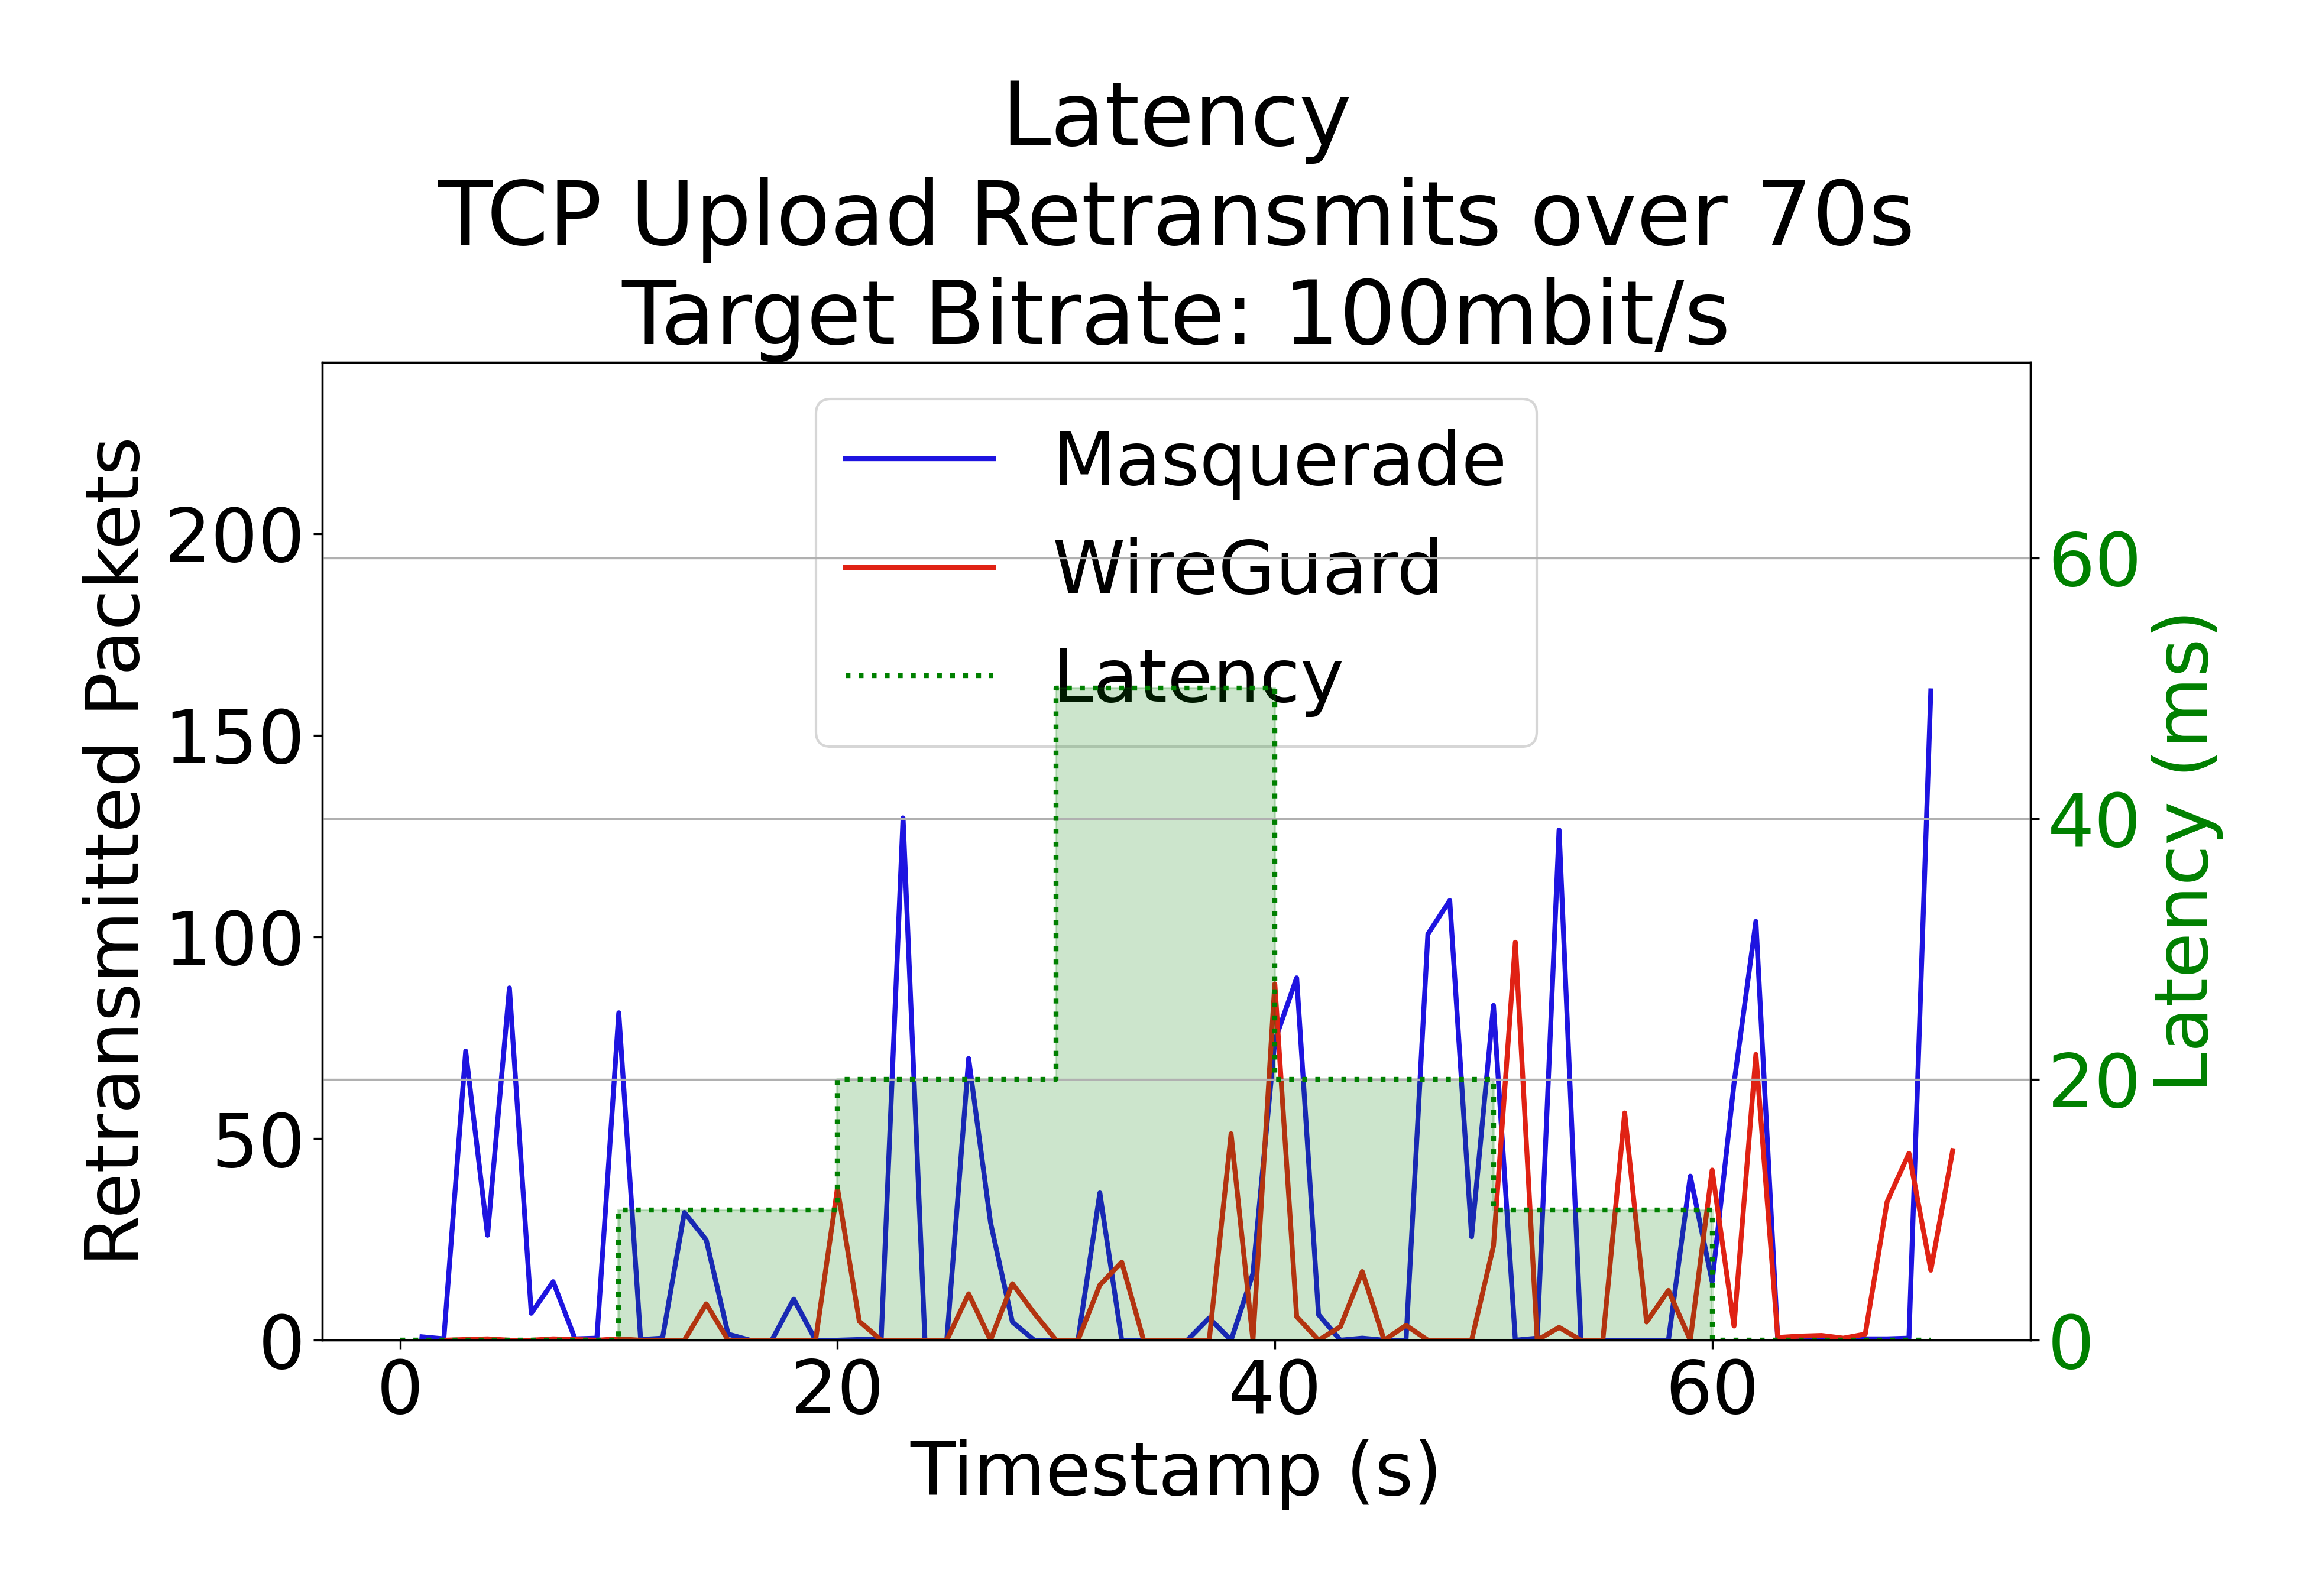 Latency
TCP Upload Retransmits over 70s
Target Bitrate: 100mbit/s
Masquerade
WireGuard
Latency
Retransmitted Packets
200
150
100
50
0
60
40
20
0
Latency (ms)
0 20 40 60
Timestamp (s)